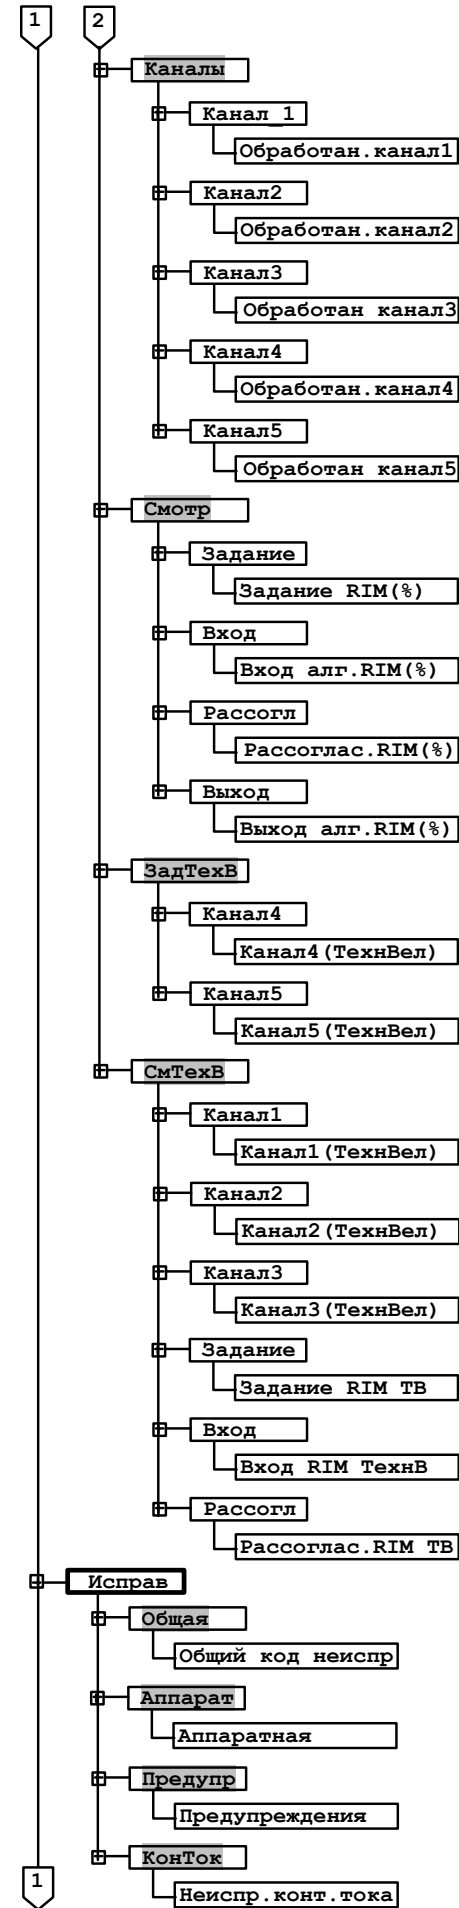 1 2
Каналы
Канал_1
Обработан.канал1
Канал2
Обработан.канал2
Канал3
Обработан канал3
Канал4
Обработан.канал4
Канал5
Обработан канал5
Смотр
Задание
Задание RIM(%)
Вход
Вход алг.RIM(%)
Рассогл
Рассоглас.RIM(%)
Выход
Выход алг.RIM(%)
ЗадТехВ
Канал4
Канал4(ТехнВел)
Канал5
Канал5(ТехнВел)
СмТехВ
Канал1
Канал1(ТехнВел)
Канал2
Канал2(ТехнВел)
Канал3
Канал3(ТехнВел)
Задание
Задание RIM ТВ
Вход
Вход RIM ТехнВ
Рассогл
Рассоглас.RIM ТВ
Исправ
Общая
Общий код неиспр
Аппарат
Аппаратная
Предупр
Предупреждения
КонТок
1
Неиспр.конт.тока